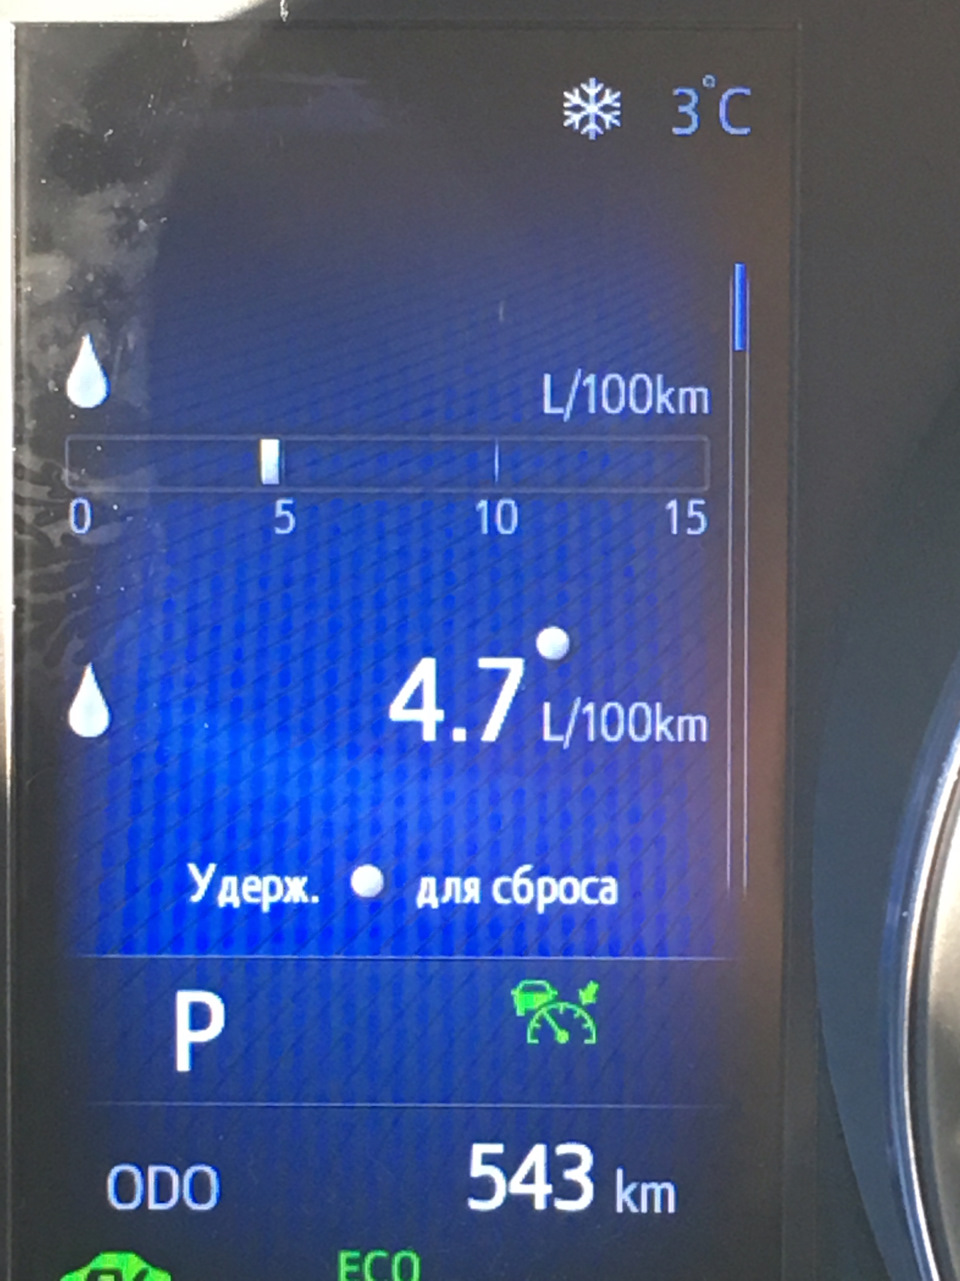 3°C
L/100km
0 5 10 15
4.7 L/100km
Удерж. для сброса
P
ODO 543 km
ECO